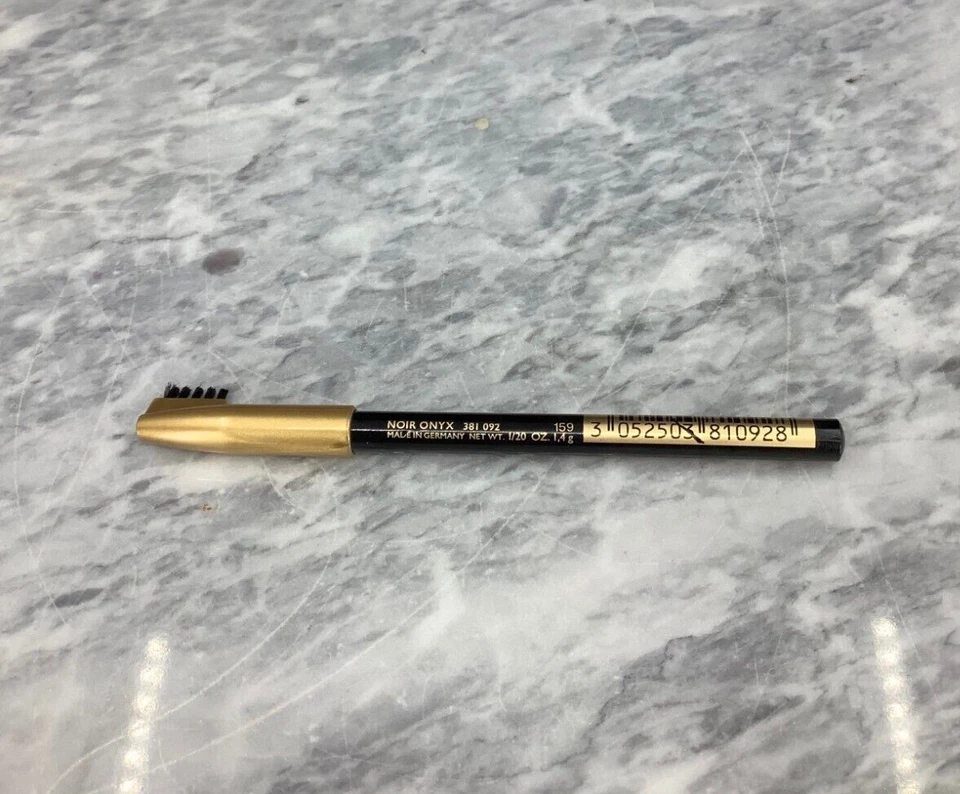 NOIR ONYX 381 092 159
MADE IN GERMANY NET WT. 1/20 OZ. 1,4 g
3 052503 810928